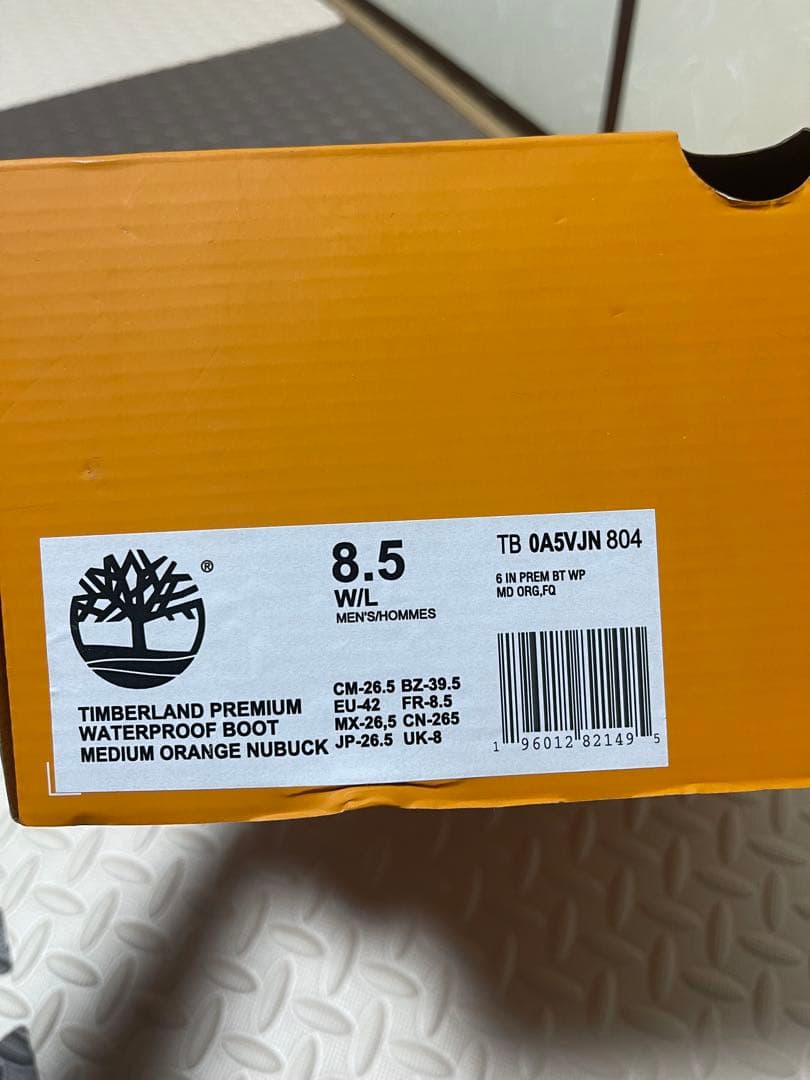 ®
8.5
W/L
MEN'S/HOMMES
TB 0A5VJN 804
6 IN PREM BT WP
MD ORG,FQ
TIMBERLAND PREMIUM
WATERPROOF BOOT
MEDIUM ORANGE NUBUCK
CM-26.5 BZ-39.5
EU-42 FR-8.5
MX-26,5 CN-265
JP-26.5 UK-8
1 96012 82149 5